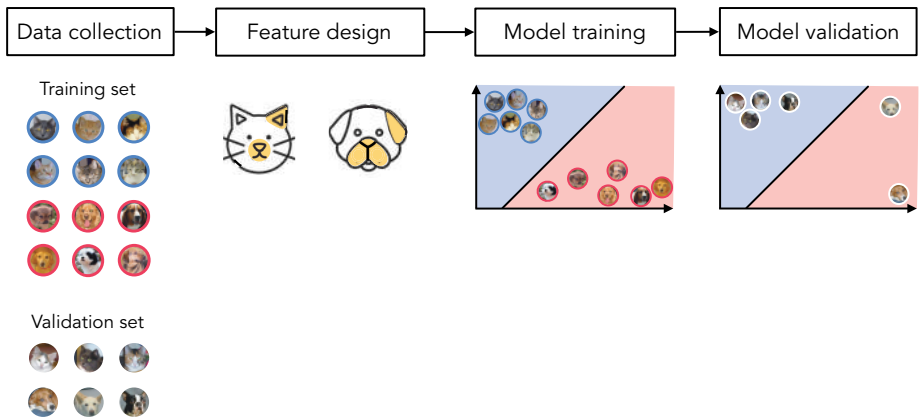 Data collection
Feature design
Model training
Model validation
Training set
Validation set